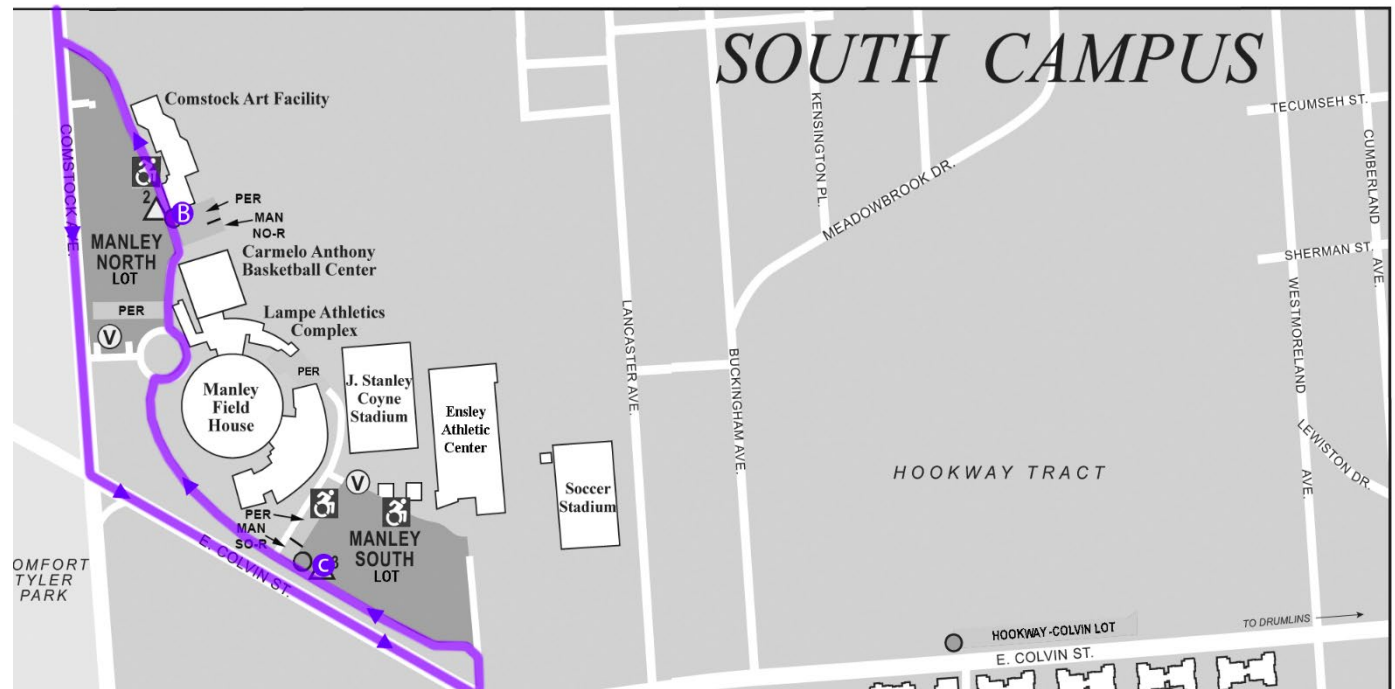 SOUTH CAMPUS
Comstock Art Facility
COMSTOCK AVE.
2
B
PER
MAN
NO-R
MANLEY
NORTH
LOT
Carmelo Anthony
Basketball Center
PER
V
Lampe Athletics
Complex
PER
Manley
Field
House
J. Stanley
Coyne
Stadium
Ensley
Athletic
Center
Soccer
Stadium
V
PER
MAN
SO-R
MANLEY
SOUTH
LOT
C
3
E. COLVIN ST.
OMFORT
TYLER
PARK
LANCASTER AVE.
BUCKINGHAM AVE.
KENSINGTON PL.
MEADOWBROOK DR.
TECUMSEH ST.
CUMBERLAND
AVE.
SHERMAN ST.
WESTMORELAND
AVE.
LEWISTON DR.
HOOKWAY TRACT
HOOKWAY-COLVIN LOT
TO DRUMLINS
E. COLVIN ST.